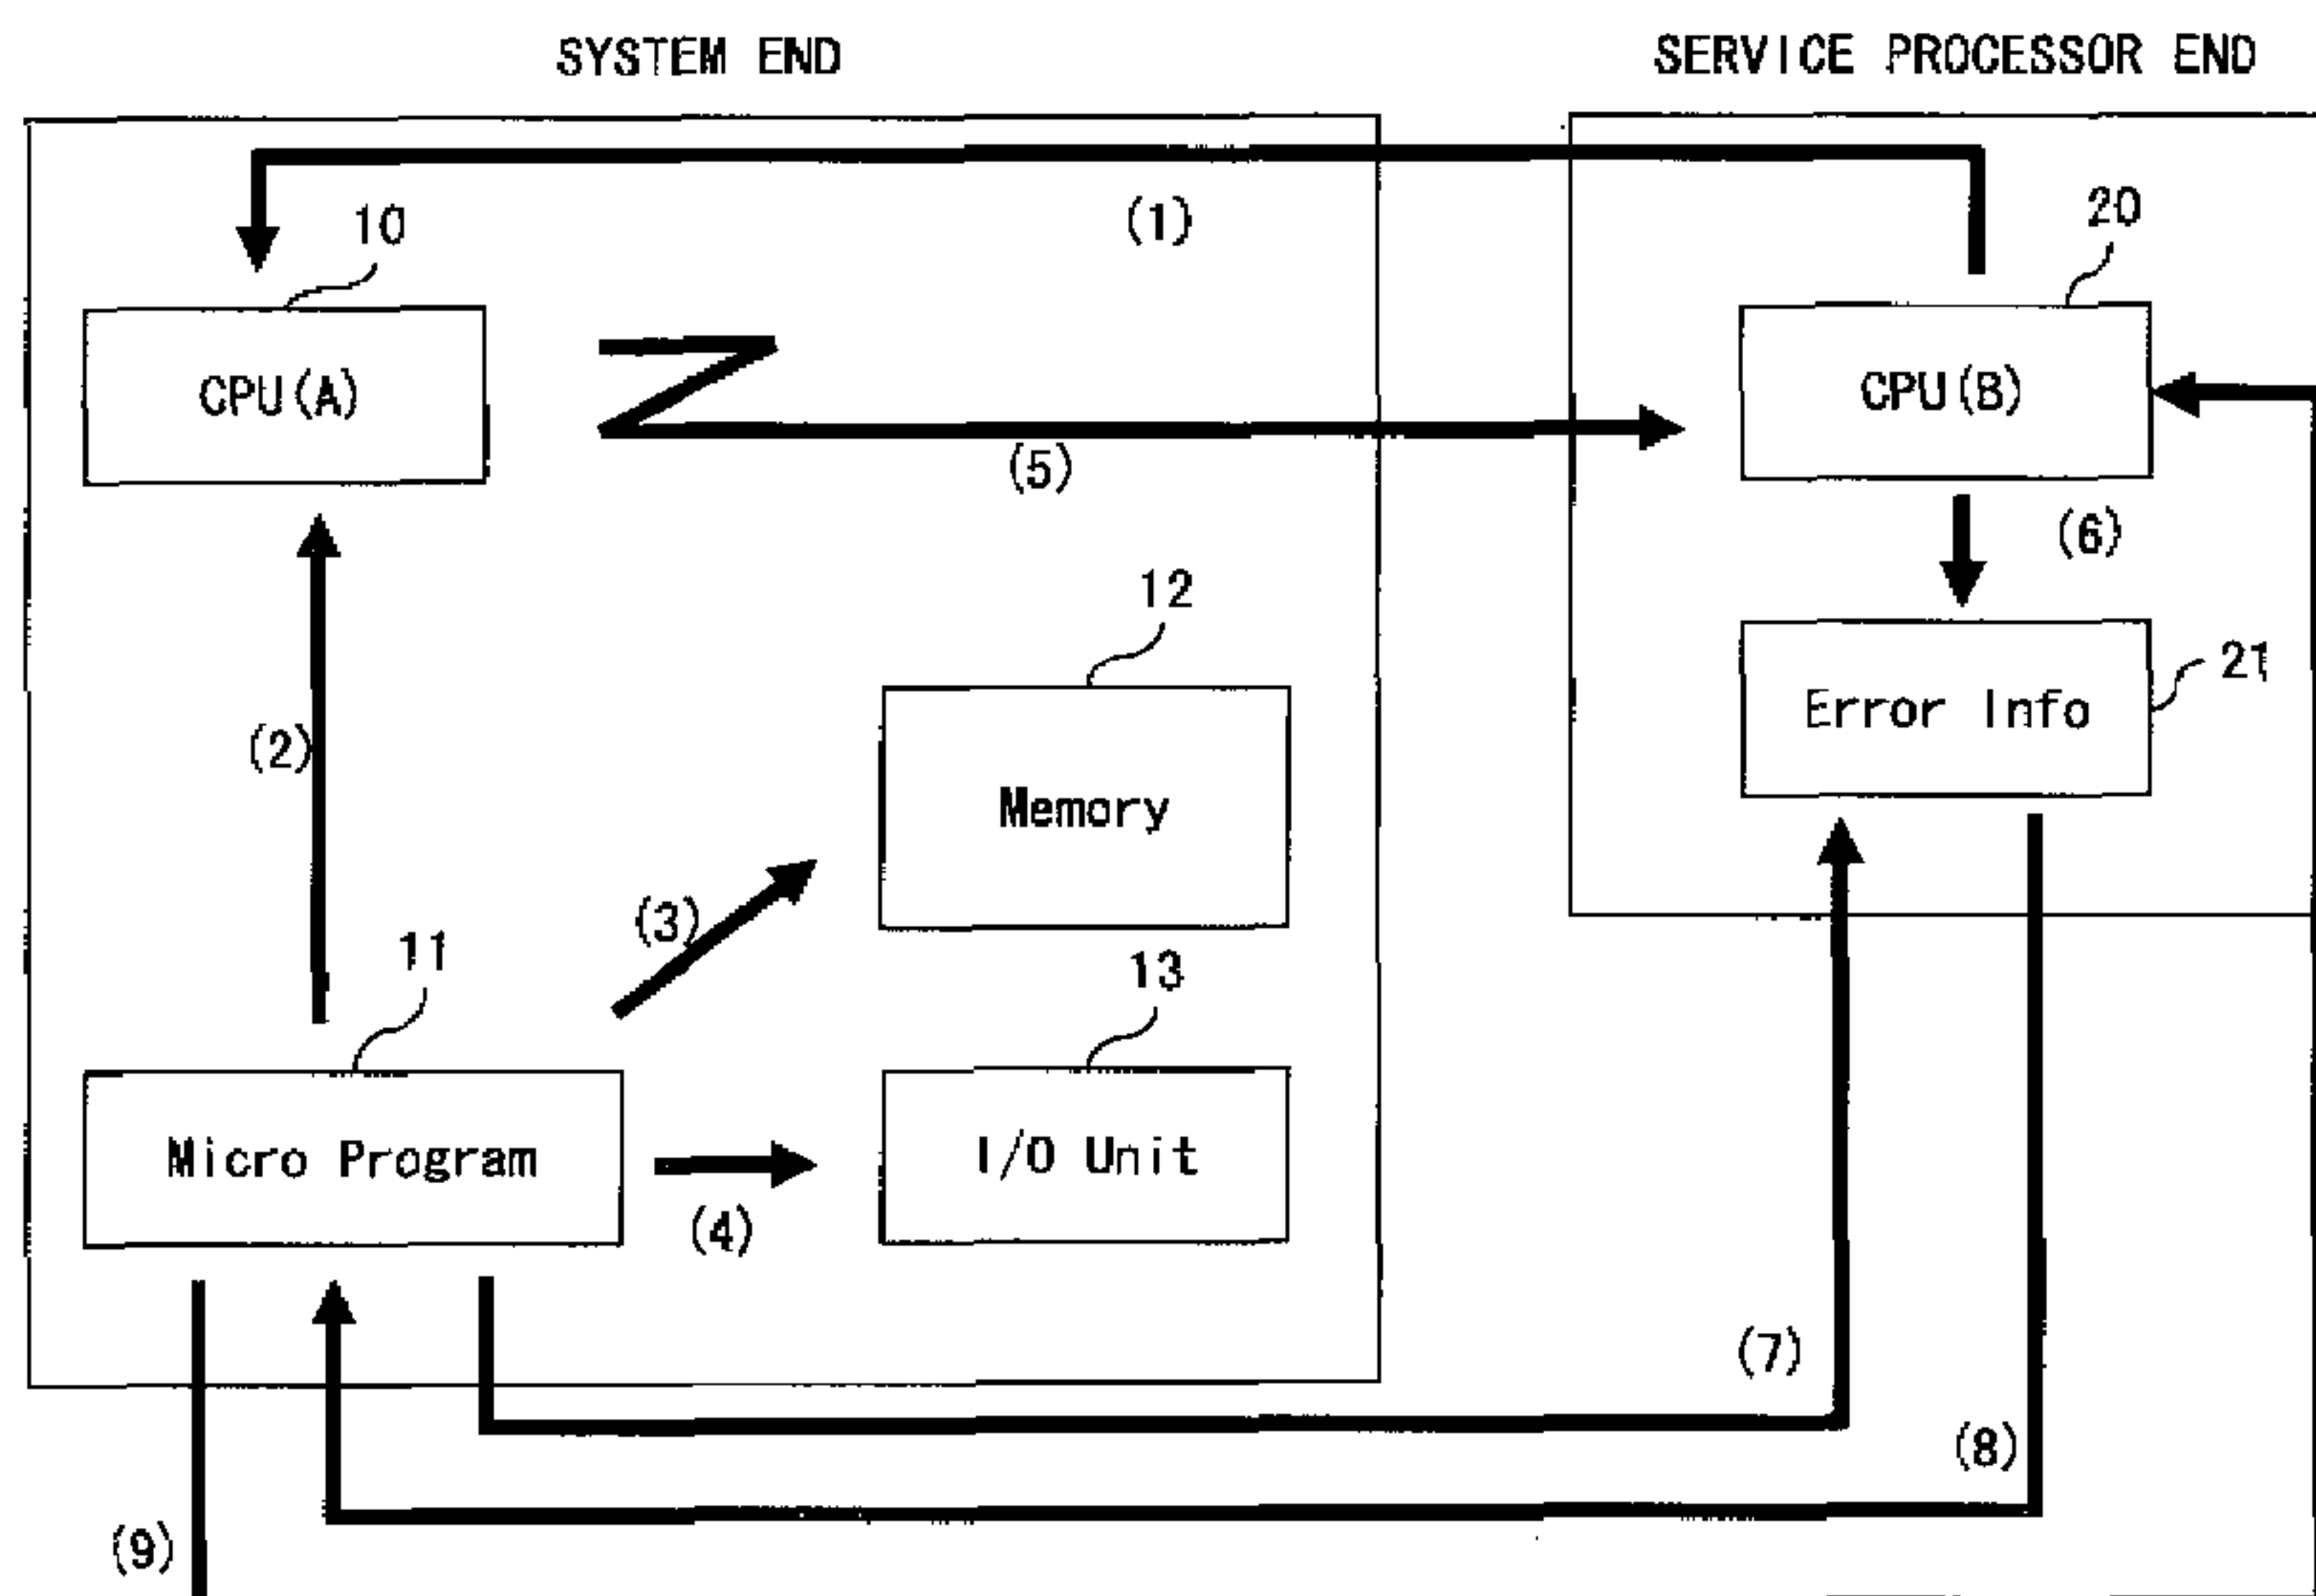 SYSTEM END
SERVICE PROCESSOR END
(1)
10
20
CPU(A)
CPU(B)
(5)
(6)
12
21
Error Info
(2)
Memory
(3)
11
13
Micro Program
I/O Unit
(4)
(7)
(8)
(9)